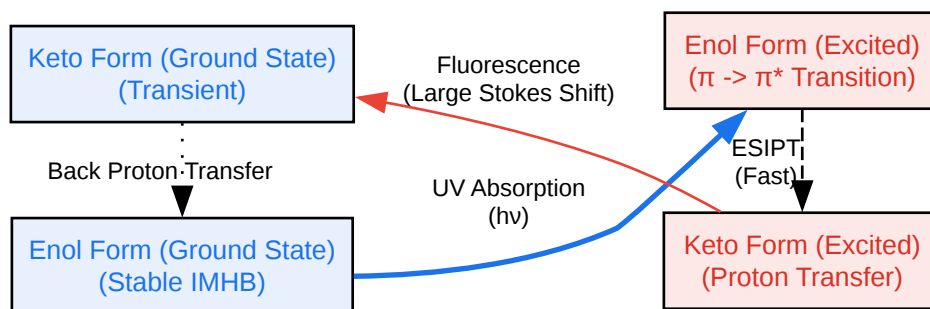 Keto Form (Ground State)
(Transient)
Fluorescence
(Large Stokes Shift)
Enol Form (Excited)
(π -> π* Transition)
Back Proton Transfer
ESIPT
(Fast)
UV Absorption
(hν)
Enol Form (Ground State)
(Stable IMHB)
Keto Form (Excited)
(Proton Transfer)